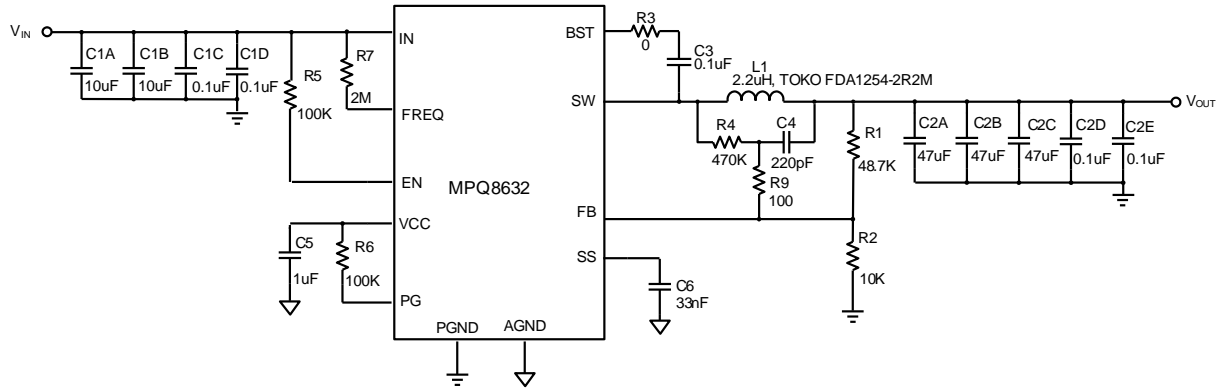 VIN
C1A
10uF
C1B
10uF
C1C
0.1uF
C1D
0.1uF
R5
100K
R7
2M
IN
FREQ
EN
VCC
PG
MPQ8632
PGND
AGND
BST
SW
FB
SS
C5
1uF
R6
100K
R3
0
C3
0.1uF
L1
2.2uH, TOKO FDA1254-2R2M
R4
470K
C4
220pF
R9
100
R1
48.7K
R2
10K
C6
33nF
C2A
47uF
C2B
47uF
C2C
47uF
C2D
0.1uF
C2E
0.1uF
VOUT